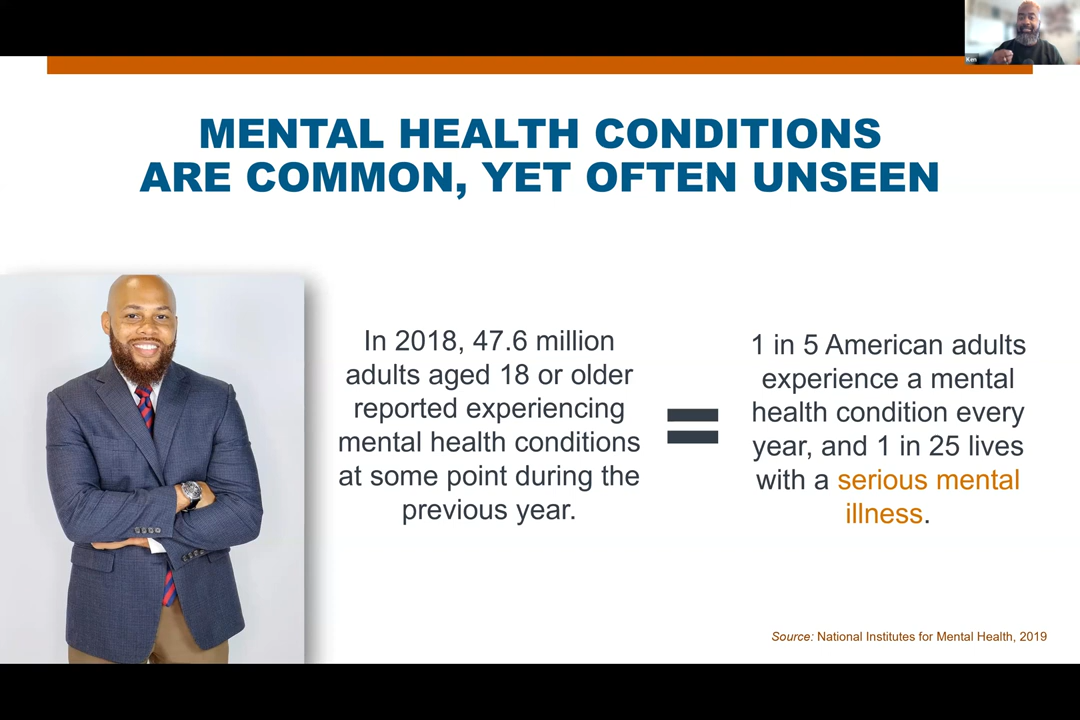 Ken
MENTAL HEALTH CONDITIONS
ARE COMMON, YET OFTEN UNSEEN
In 2018, 47.6 million
adults aged 18 or older
reported experiencing
mental health conditions
at some point during the
previous year.
=
1 in 5 American adults
experience a mental
health condition every
year, and 1 in 25 lives
with a serious mental
illness.
Source: National Institutes for Mental Health, 2019